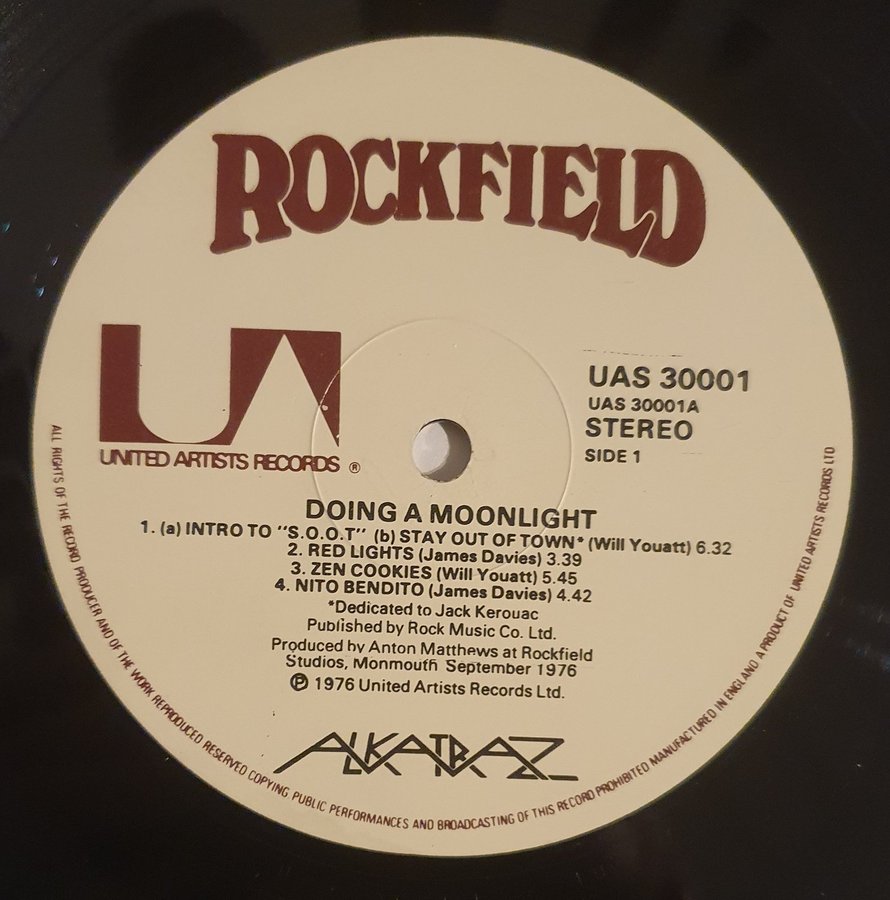 ROCKFIELD
UA
UNITED ARTISTS RECORDS ®
UAS 30001
UAS 30001A
STEREO
SIDE 1
DOING A MOONLIGHT
1. (a) INTRO TO "S.O.O.T" (b) STAY OUT OF TOWN* (Will Youatt) 6.32
2. RED LIGHTS (James Davies) 3.39
3. ZEN COOKIES (Will Youatt) 5.45
4. NITO BENDITO (James Davies) 4.42
*Dedicated to Jack Kerouac
Published by Rock Music Co. Ltd.
Produced by Anton Matthews at Rockfield
Studios, Monmouth September 1976
℗ 1976 United Artists Records Ltd.
ALKATRAZ
ALL RIGHTS OF THE RECORD PRODUCER AND OF THE WORK REPRODUCED RESERVED COPYING PUBLIC PERFORMANCES AND BROADCASTING OF THIS RECORD PROHIBITED MANUFACTURED IN ENGLAND A PRODUCT OF UNITED ARTISTS RECORDS LTD